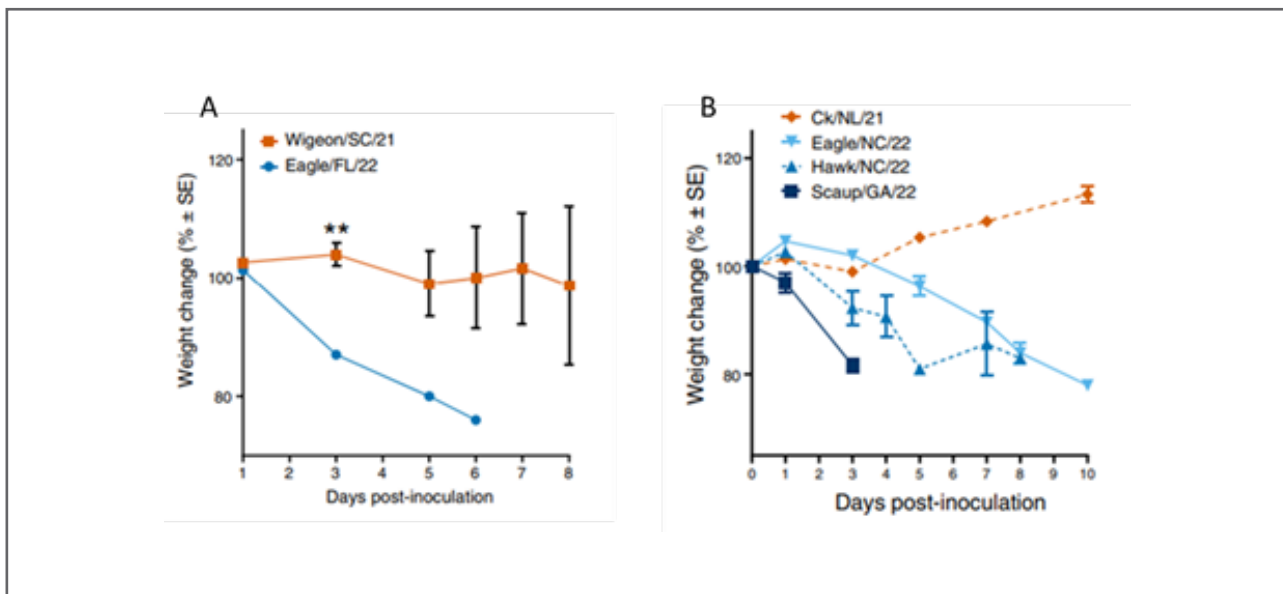 A
Wigeon/SC/21
Eagle/FL/22
120
100
80
**
Weight change (% ± SE)
1 2 3 4 5 6 7 8
Days post-inoculation
B
Ck/NL/21
Eagle/NC/22
Hawk/NC/22
Scaup/GA/22
120
100
80
Weight change (% ± SE)
0 1 2 3 4 5 6 7 8 9 10
Days post-inoculation